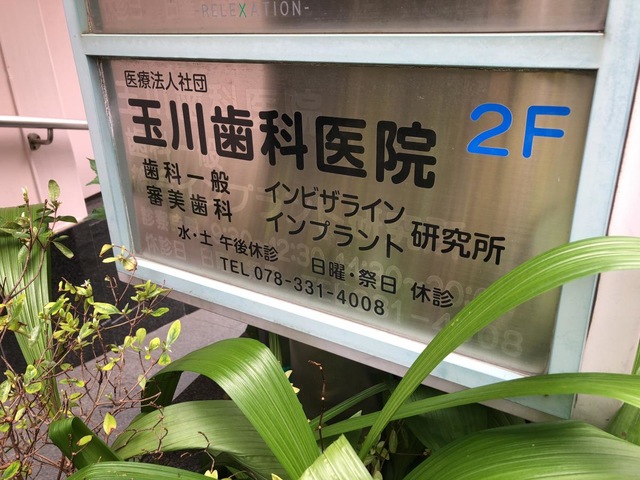 -RELEXATION-
医療法人社団
玉川歯科医院 2F
歯科一般
審美歯科
インビザライン
インプラント
研究所
水・土 午後休診 日曜・祭日 休診
TEL 078-331-4008